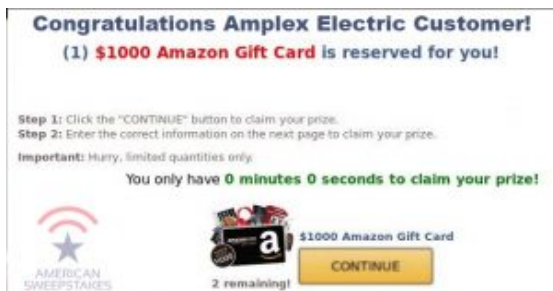 Congratulations Amplex Electric Customer!
(1) $1000 Amazon Gift Card is reserved for you!
Step 1: Click the "CONTINUE" button to claim your prize.
Step 2: Enter the correct information on the next page to claim your prize.
Important: Hurry, limited quantities only.
You only have 0 minutes 0 seconds to claim your prize!
a
$1000 Amazon Gift Card
CONTINUE
2 remaining!
AMERICAN
SWEEPSTAKES